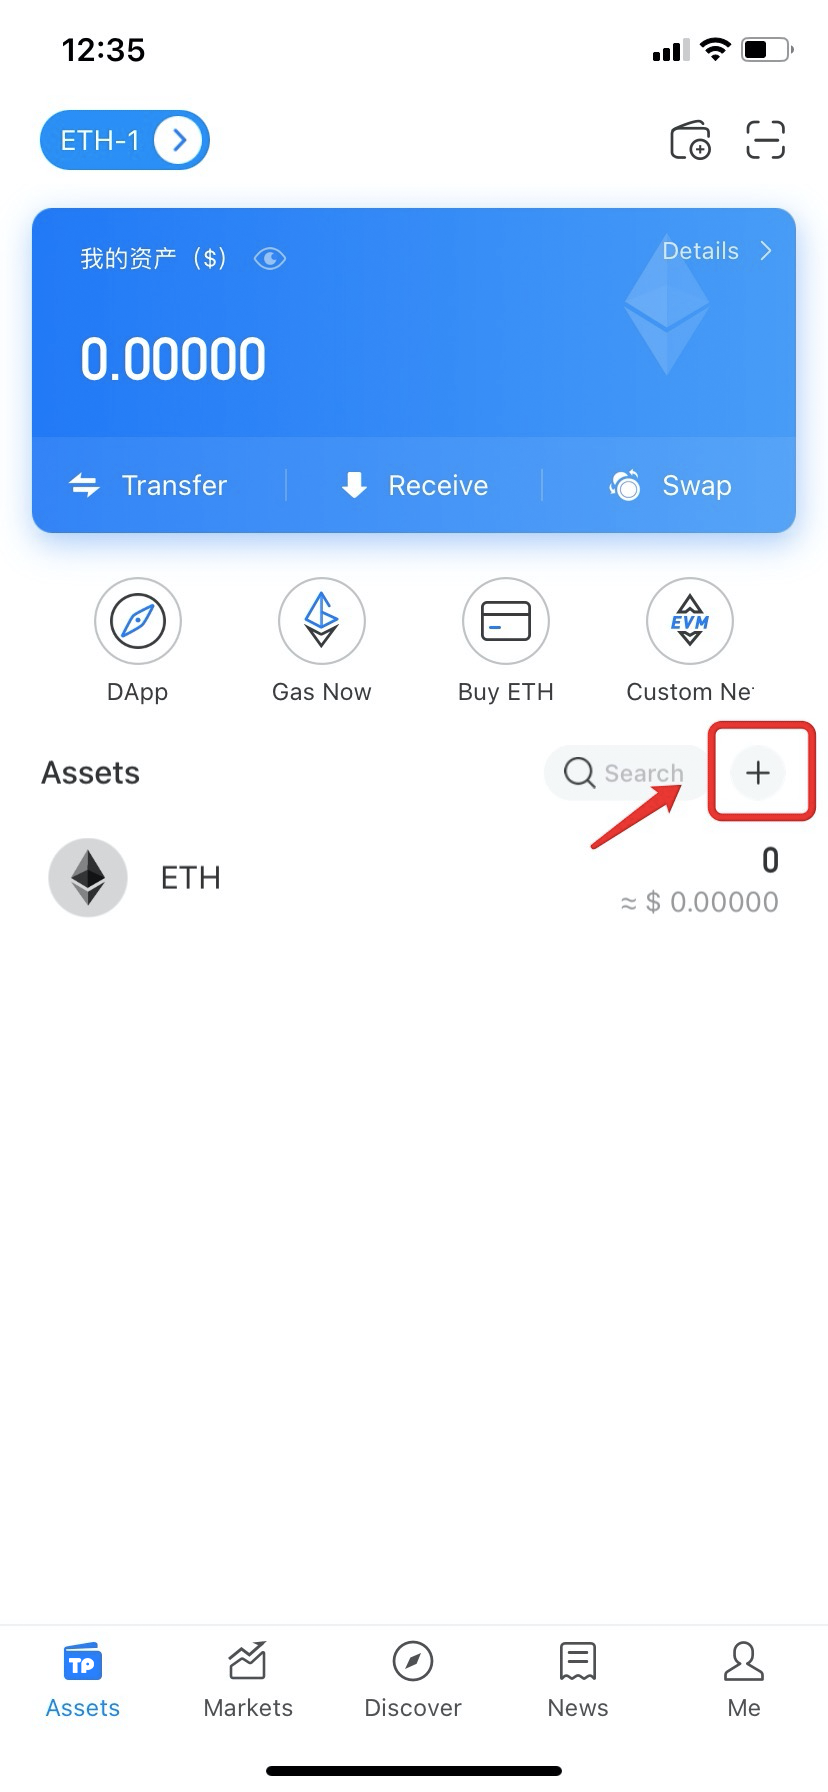 12:35
ETH-1
我的资产（$）
Details
0.00000
Transfer
Receive
Swap
EVM
DApp
Gas Now
Buy ETH
Custom Ne
Assets
Search
ETH
0
≈ $ 0.00000
TP
Assets
Markets
Discover
News
Me